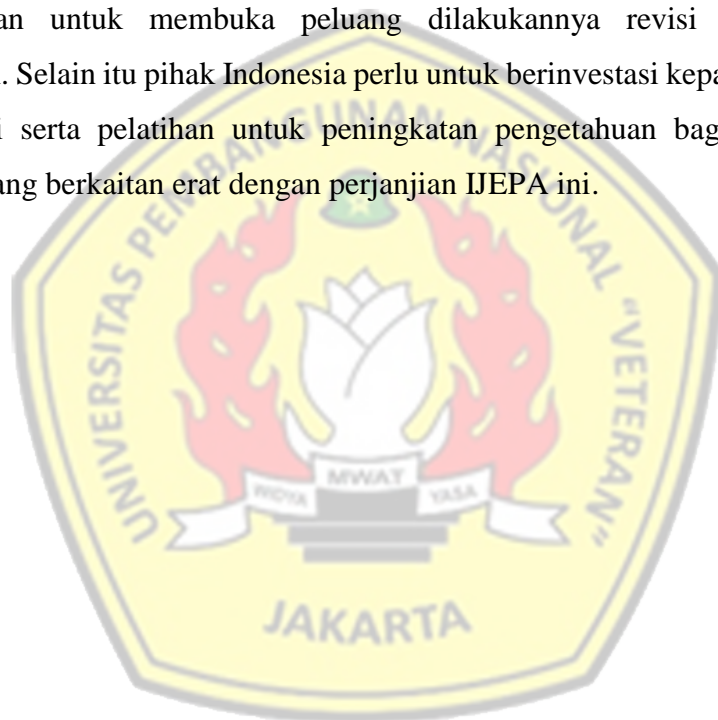 an untuk membuka peluang dilakukannya revisi
. Selain itu pihak Indonesia perlu untuk berinvestasi kepa
i serta pelatihan untuk peningkatan pengetahuan bag
ang berkaitan erat dengan perjanjian IJEPA ini.
UNIVERSITAS PEMBANGUNAN NASIONAL "VETERAN"
WIDYA MWAT YASA
JAKARTA